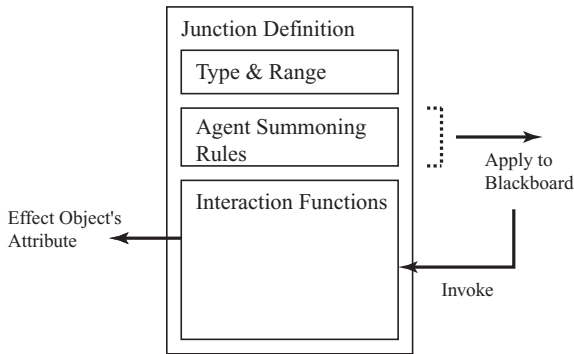 Junction Definition
Type & Range
Agent Summoning
Rules
Apply to
Blackboard
Interaction Functions
Effect Object's
Attribute
Invoke